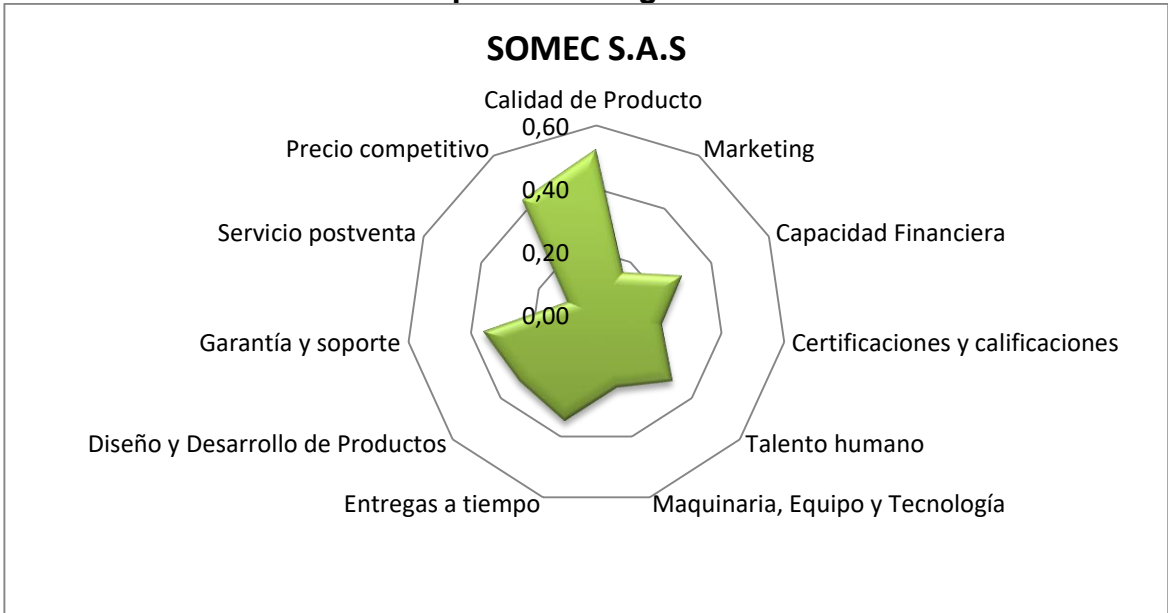 SOMEC S.A.S
Calidad de Producto
0,60
Precio competitivo
Marketing
0,40
Servicio postventa
Capacidad Financiera
0,20
0,00
Garantía y soporte
Certificaciones y calificaciones
Diseño y Desarrollo de Productos
Talento humano
Entregas a tiempo
Maquinaria, Equipo y Tecnología